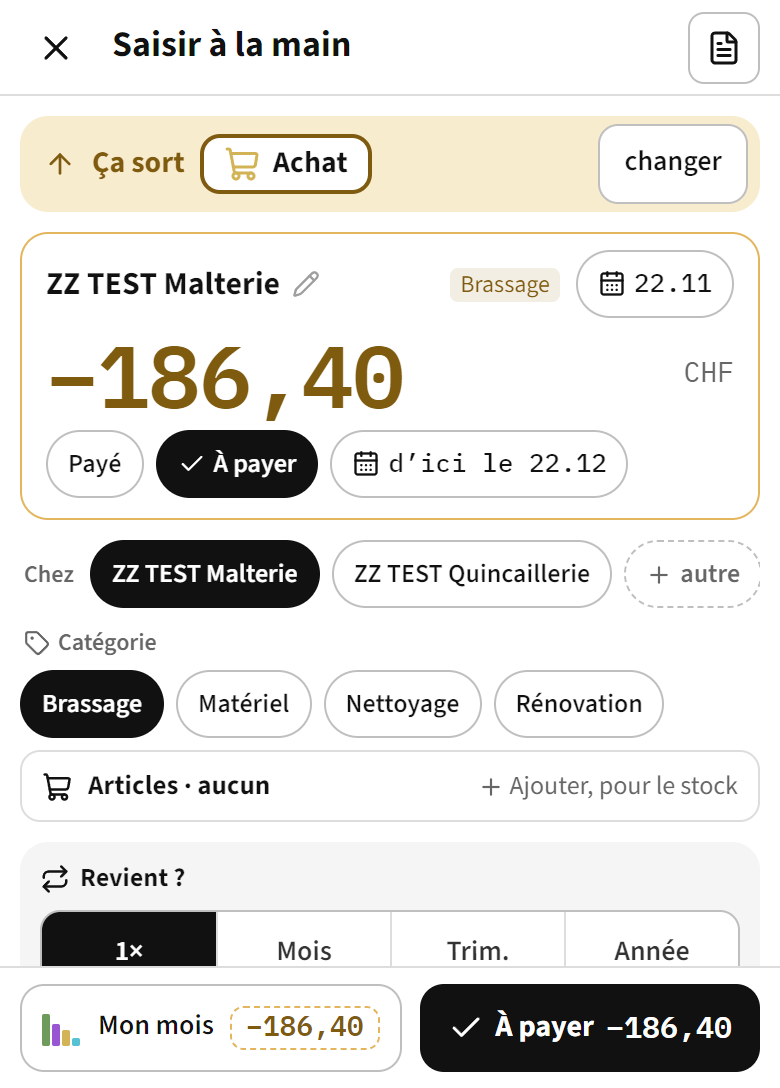 Saisir à la main
Ça sort Achat changer
ZZ TEST Malterie Brassage 22.11
−186,40 CHF
Payé À payer d’ici le 22.12
Chez ZZ TEST Malterie ZZ TEST Quincaillerie + autre
Catégorie
Brassage Matériel Nettoyage Rénovation
Articles · aucun + Ajouter, pour le stock
Revient ?
1× Mois Trim. Année
Mon mois −186,40 À payer −186,40